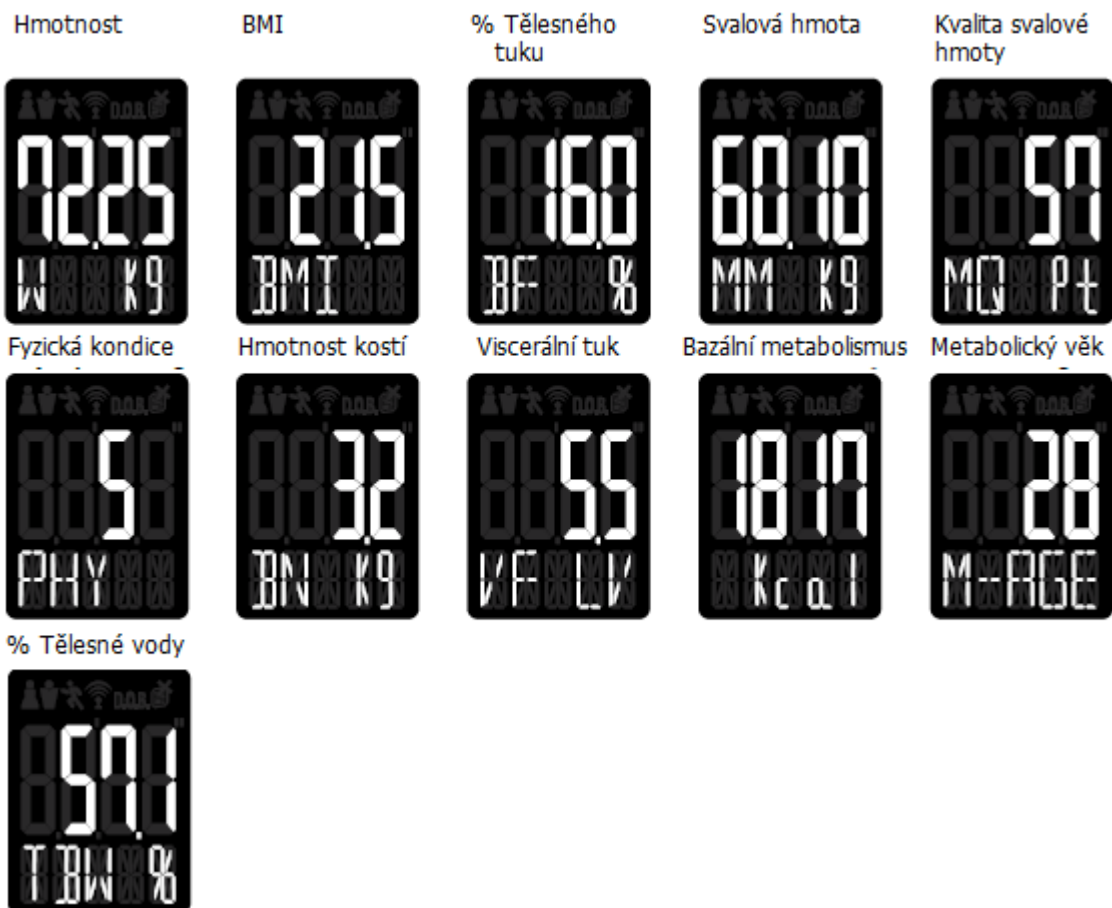 Hmotnost
BMI
% Tělesného
tuku
Svalová hmota
Kvalita svalové
hmoty
D.O.B.
72.25
W Kg
D.O.B.
21.5
BMI
D.O.B.
16.0
BF %
D.O.B.
60.10
MM Kg
D.O.B.
57
MQ Pt
Fyzická kondice
Hmotnost kostí
Viscerální tuk
Bazální metabolismus
Metabolický věk
D.O.B.
5
PHY
D.O.B.
3.2
BN Kg
D.O.B.
5.5
VF LV
D.O.B.
1817
Kcal
D.O.B.
28
M-AGE
% Tělesné vody
D.O.B.
57.1
TBW %